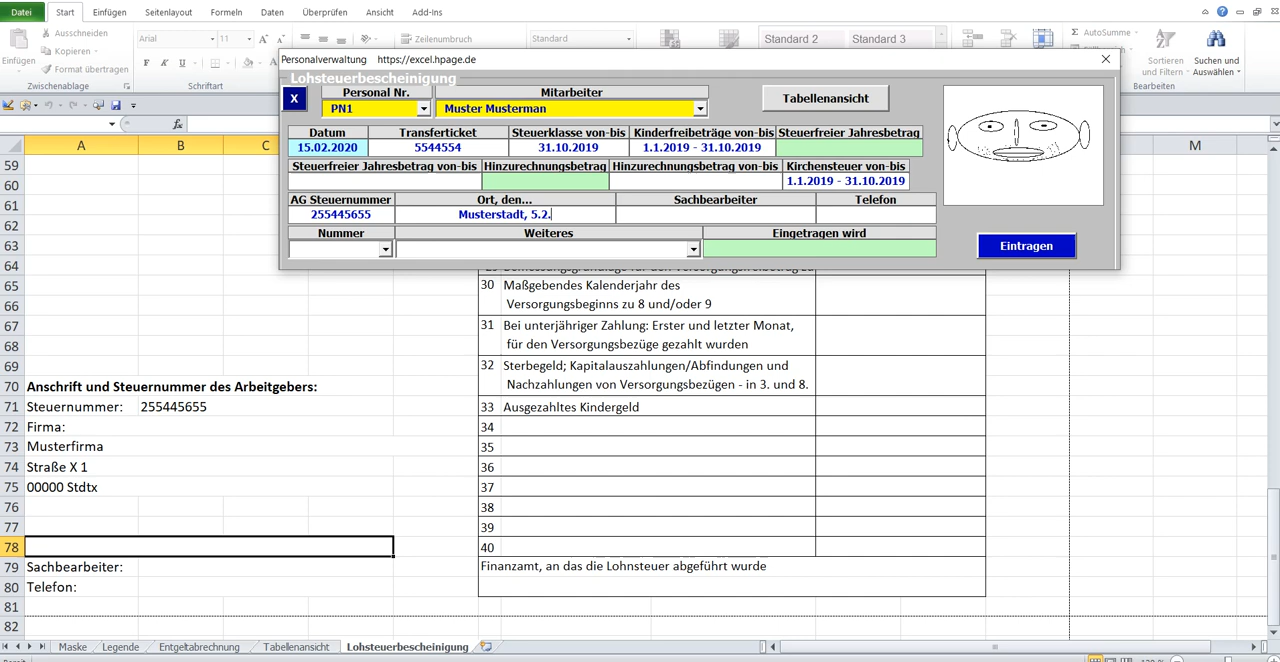 Datei Start Einfügen Seitenlayout Formeln Daten Überprüfen Ansicht Add-Ins
Ausschneiden Arial 11 Zeilenumbruch Standard Standard 2 Standard 3 Σ AutoSumme
Kopieren
Einfügen Format übertragen F K U Sortieren und Filtern Suchen und Auswählen
Zwischenablage Schriftart Bearbeiten
Personalverwaltung https://excel.hpage.de
Lohsteuerbescheinigung
Personal Nr. Mitarbeiter
X PN1 Muster Musterman Tabellenansicht
Datum Transferticket Steuerklasse von-bis Kinderfreibeträge von-bis Steuerfreier Jahresbetrag
15.02.2020 5544554 31.10.2019 1.1.2019 - 31.10.2019
Steuerfreier Jahresbetrag von-bis Hinzurechnungsbetrag Hinzurechnungsbetrag von-bis Kirchensteuer von-bis
1.1.2019 - 31.10.2019
AG Steuernummer Ort, den... Sachbearbeiter Telefon
255445655 Musterstadt, 5.2.
Nummer Weiteres Eingetragen wird
Eintragen
fx
A B C M
59
60
61
62
63
64
65 30 Maßgebendes Kalenderjahr des
66 Versorgungsbeginns zu 8 und/oder 9
67 31 Bei unterjähriger Zahlung: Erster und letzter Monat,
68 für den Versorgungsbezüge gezahlt wurden
69 32 Sterbegeld; Kapitalauszahlungen/Abfindungen und
70 Anschrift und Steuernummer des Arbeitgebers: Nachzahlungen von Versorgungsbezügen - in 3. und 8.
71 Steuernummer: 255445655 33 Ausgezahltes Kindergeld
72 Firma: 34
73 Musterfirma 35
74 Straße X 1 36
75 00000 Stdtx 37
76 38
77 39
78 40
79 Sachbearbeiter: Finanzamt, an das die Lohnsteuer abgeführt wurde
80 Telefon:
81
82
Maske Legende Entgeltabrechnung Tabellenansicht Lohsteuerbescheinigung